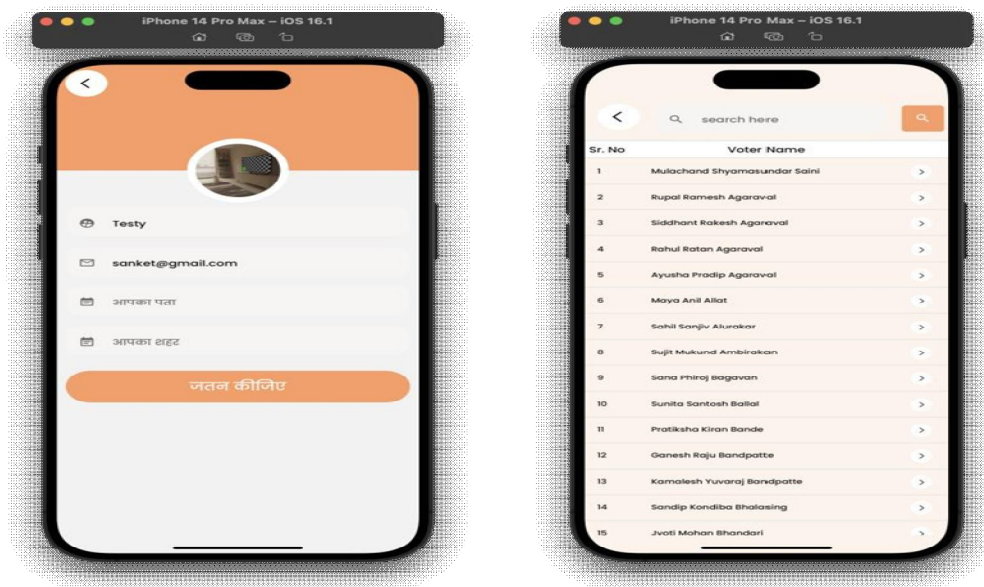 iPhone 14 Pro Max – iOS 16.1
Testy
sanket@gmail.com
आपका पता
आपका शहर
जतन कीजिए
iPhone 14 Pro Max – iOS 16.1
search here
Sr. No Voter Name
1 Mulachand Shyamasundar Saini
2 Rupal Ramesh Agaraval
3 Siddhant Rakesh Agaraval
4 Rahul Ratan Agaraval
5 Ayusha Pradip Agaraval
6 Maya Anil Allat
7 Sahil Sanjiv Alurakar
8 Sujit Mukund Ambirakan
9 Sana Phiroj Bagavan
10 Sunita Santosh Ballal
11 Pratiksha Kiran Bande
12 Ganesh Raju Bandpatte
13 Kamalesh Yuvaraj Bandpatte
14 Sandip Kondiba Bhalasing
15 Jyoti Mohan Bhandari